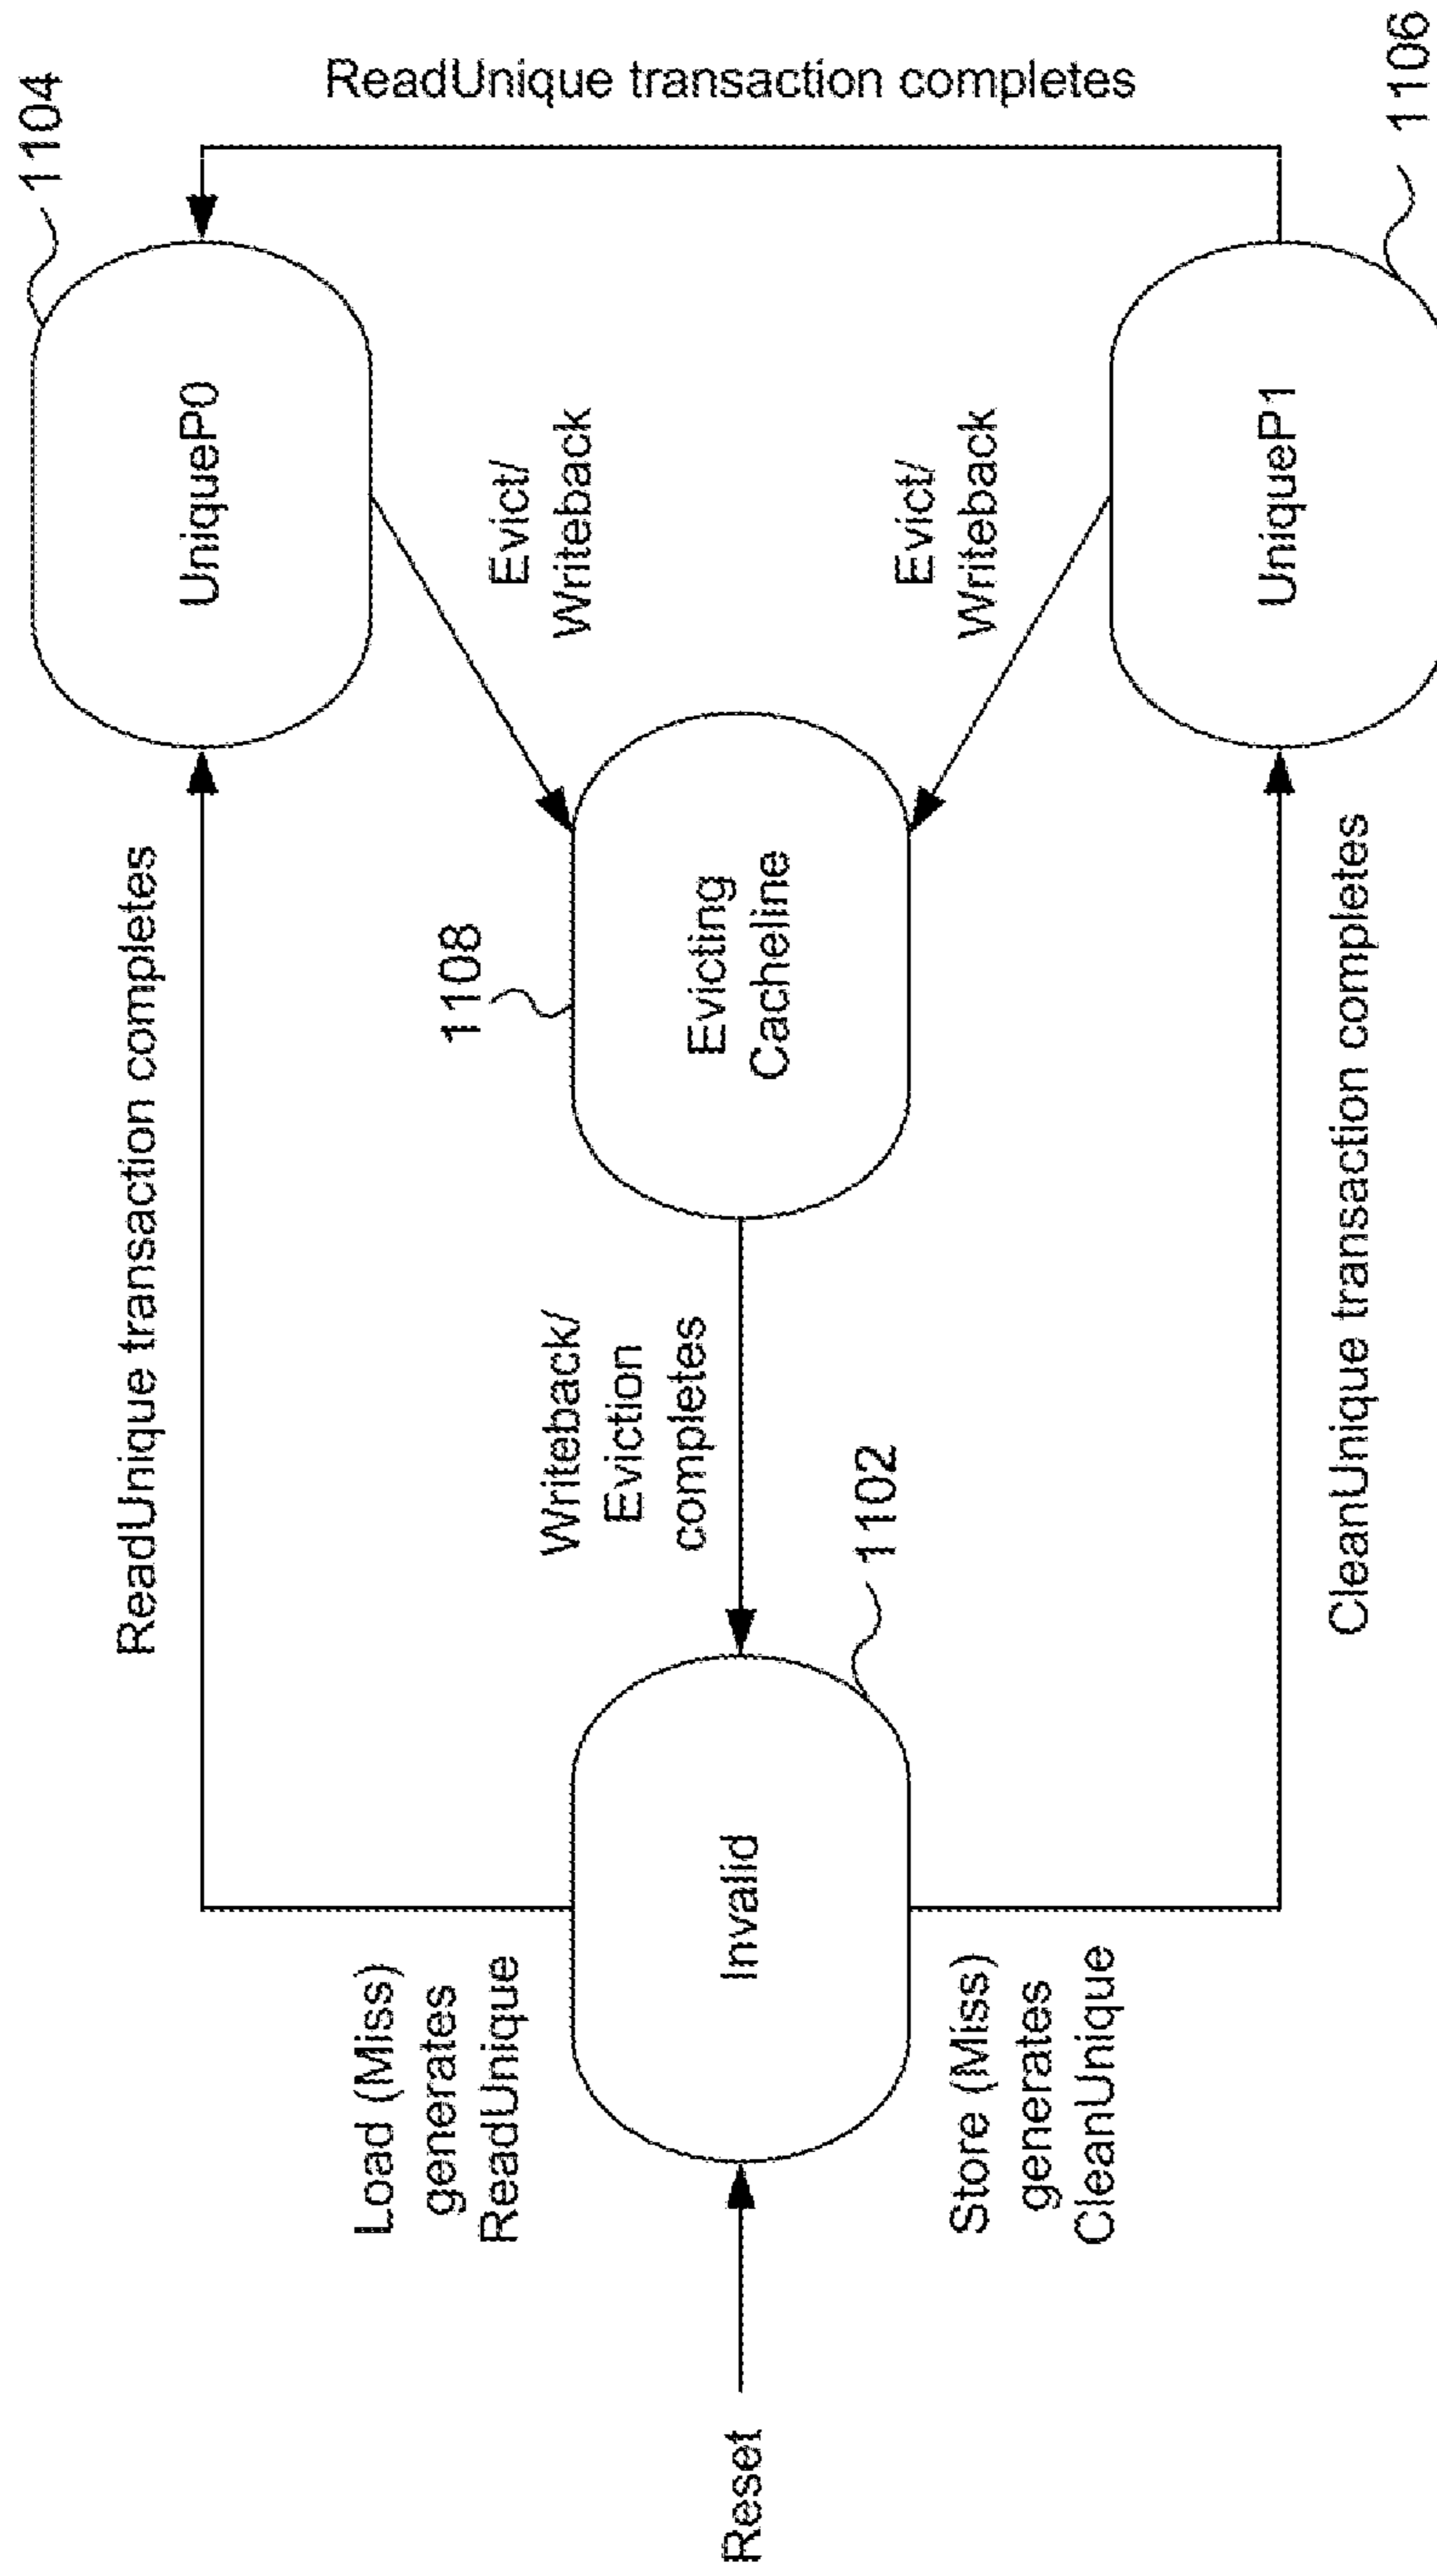 1104
ReadUnique transaction completes
1106
UniqueP0
Evict/
Writeback
Evict/
Writeback
UniqueP1
ReadUnique transaction completes
1108
Evicting
Cacheline
CleanUnique transaction completes
Writeback/
Eviction
completes
1102
Load (Miss)
generates
ReadUnique
Invalid
Store (Miss)
generates
CleanUnique
Reset